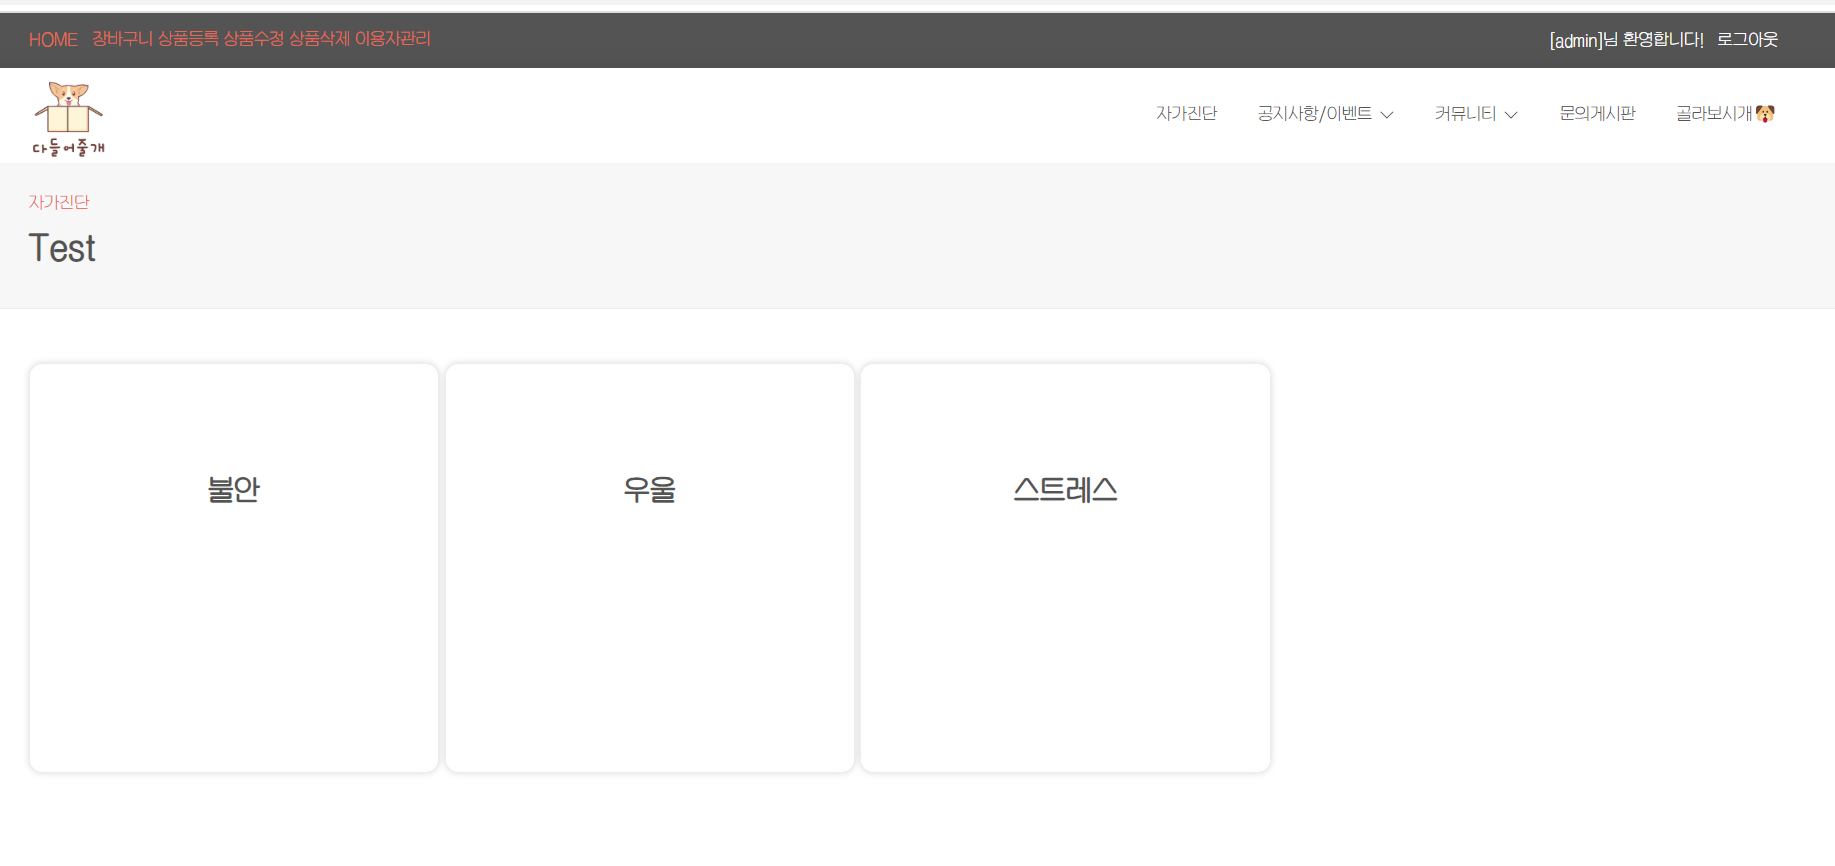 HOME 장바구니 상품등록 상품수정 상품삭제 이용자관리 [admin]님 환영합니다! 로그아웃
다들어줄개
자가진단 공지사항/이벤트 커뮤니티 문의게시판 골라보시개
자가진단
Test
불안 우울 스트레스